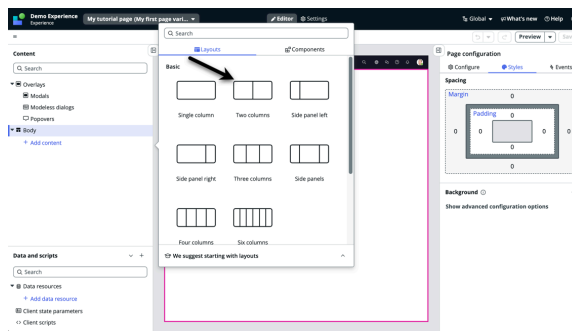 Demo Experience
Experience
My tutorial page (My first page vari...
Editor
Settings
Global
What's new
Help
Preview
Save
Content
Search
Overlays
Modals
Modeless dialogs
Popovers
Body
+ Add content
Data and scripts
Search
Data resources
+ Add data resource
Client state parameters
Client scripts
Search
Layouts
Components
Basic
Single column
Two columns
Side panel left
Side panel right
Three columns
Side panels
Four columns
Six columns
We suggest starting with layouts
Page configuration
Configure
Styles
Events
Spacing
Margin
0
Padding
0
0
0
0
0
0
0
Background
Show advanced configuration options